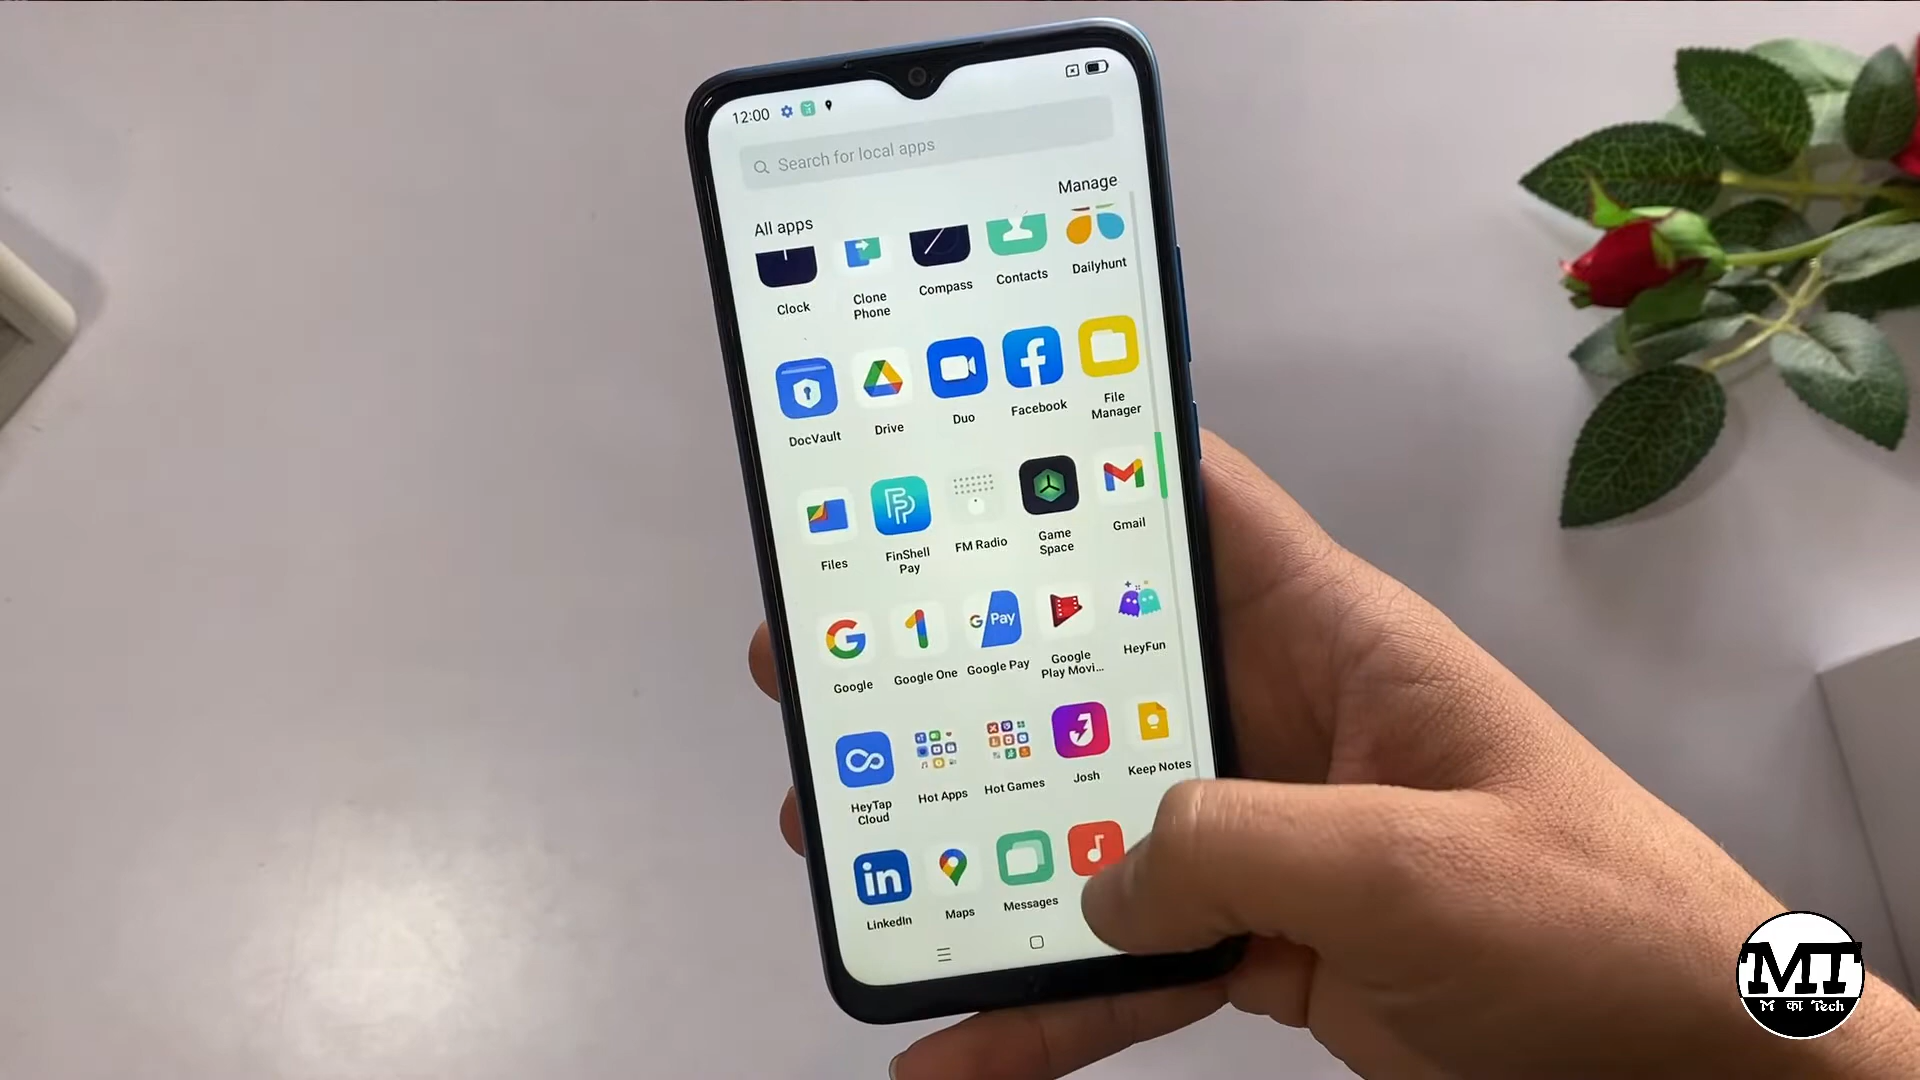 12:00
Search for local apps
Manage
All apps
Clock
Clone
Phone
Compass
Contacts
Dailyhunt
DocVault
Drive
Duo
Facebook
File
Manager
Files
FinShell
Pay
FM Radio
Game
Space
Gmail
G Pay
Google
Google One
Google Pay
Google
Play Movi...
HeyFun
HeyTap
Cloud
Hot Apps
Hot Games
Josh
Keep Notes
in
LinkedIn
Maps
Messages
MT
M का Tech